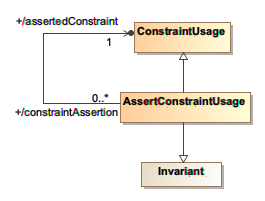 +/assertedConstraint
ConstraintUsage
1
0..*
AssertConstraintUsage
+/constraintAssertion
Invariant